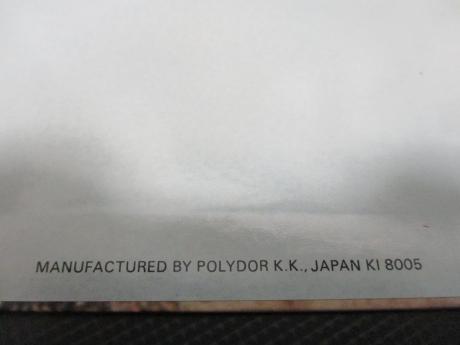 MANUFACTURED BY POLYDOR K.K., JAPAN KI 8005